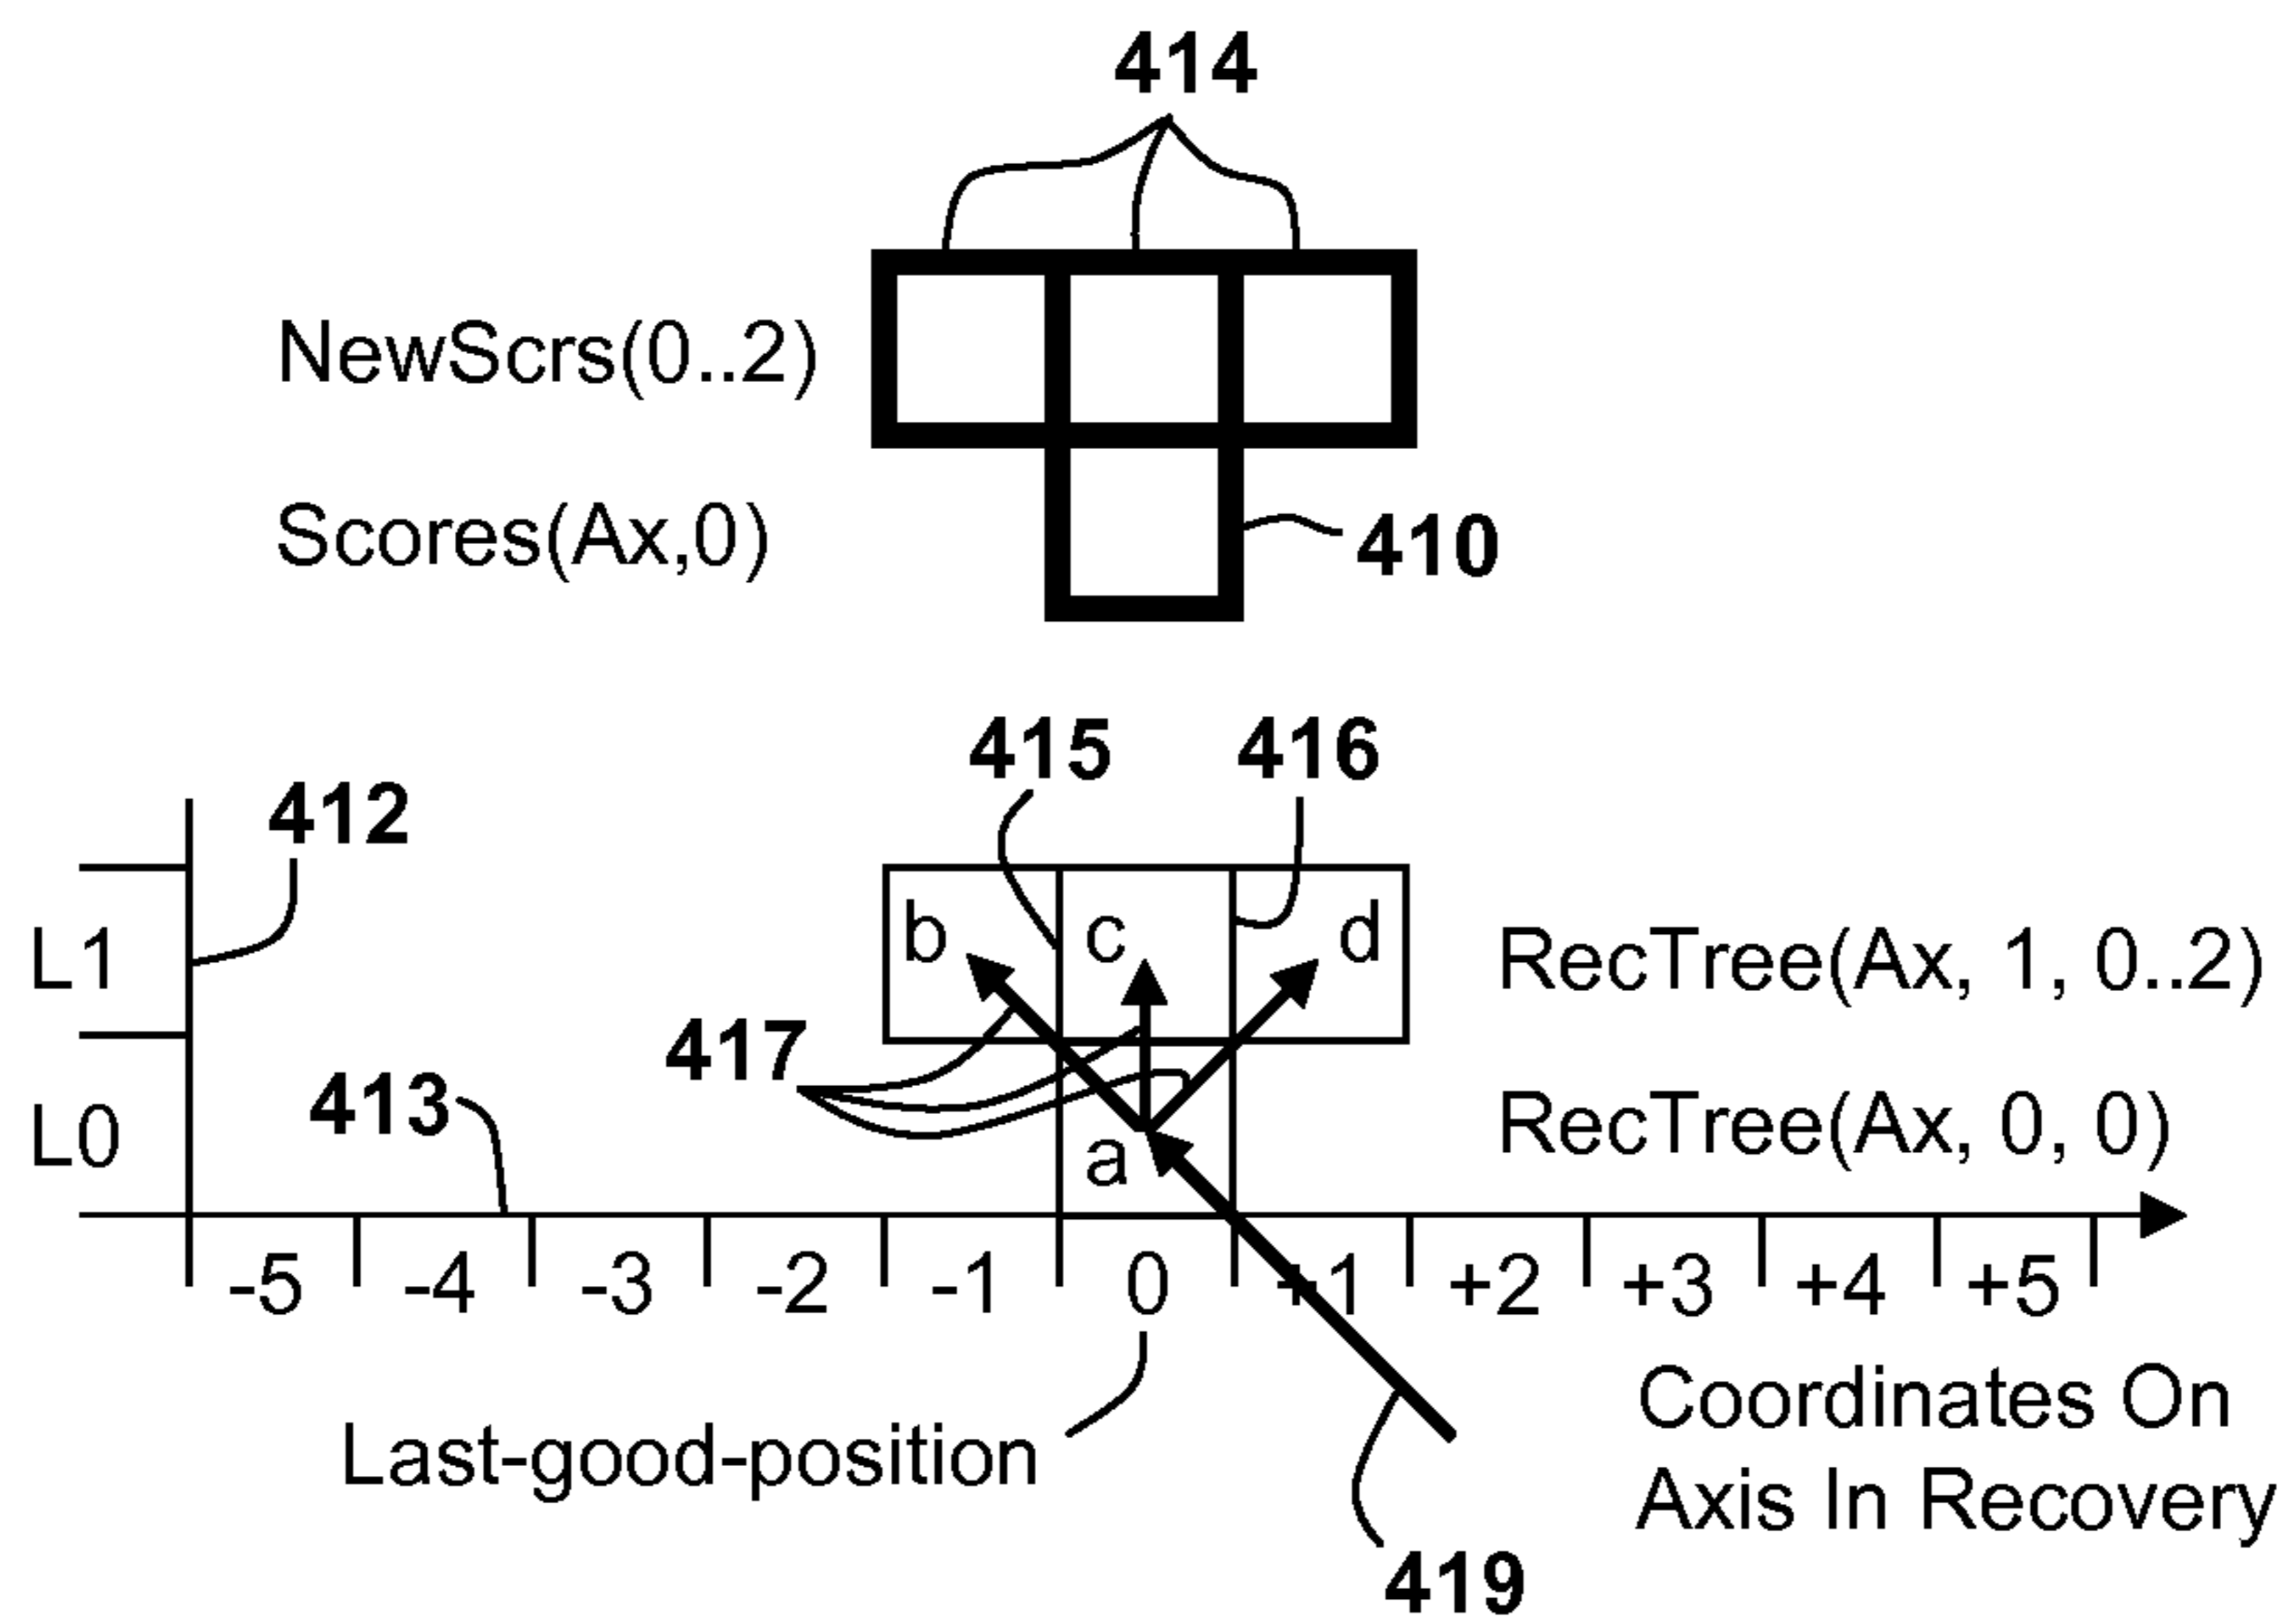 414
NewScrs(0..2)
Scores(Ax,0)
410
415
416
412
L1
b
c
d
RecTree(Ax, 1, 0..2)
417
413
L0
a
RecTree(Ax, 0, 0)
-5 -4 -3 -2 -1 0 +1 +2 +3 +4 +5
Last-good-position
Coordinates On
Axis In Recovery
419